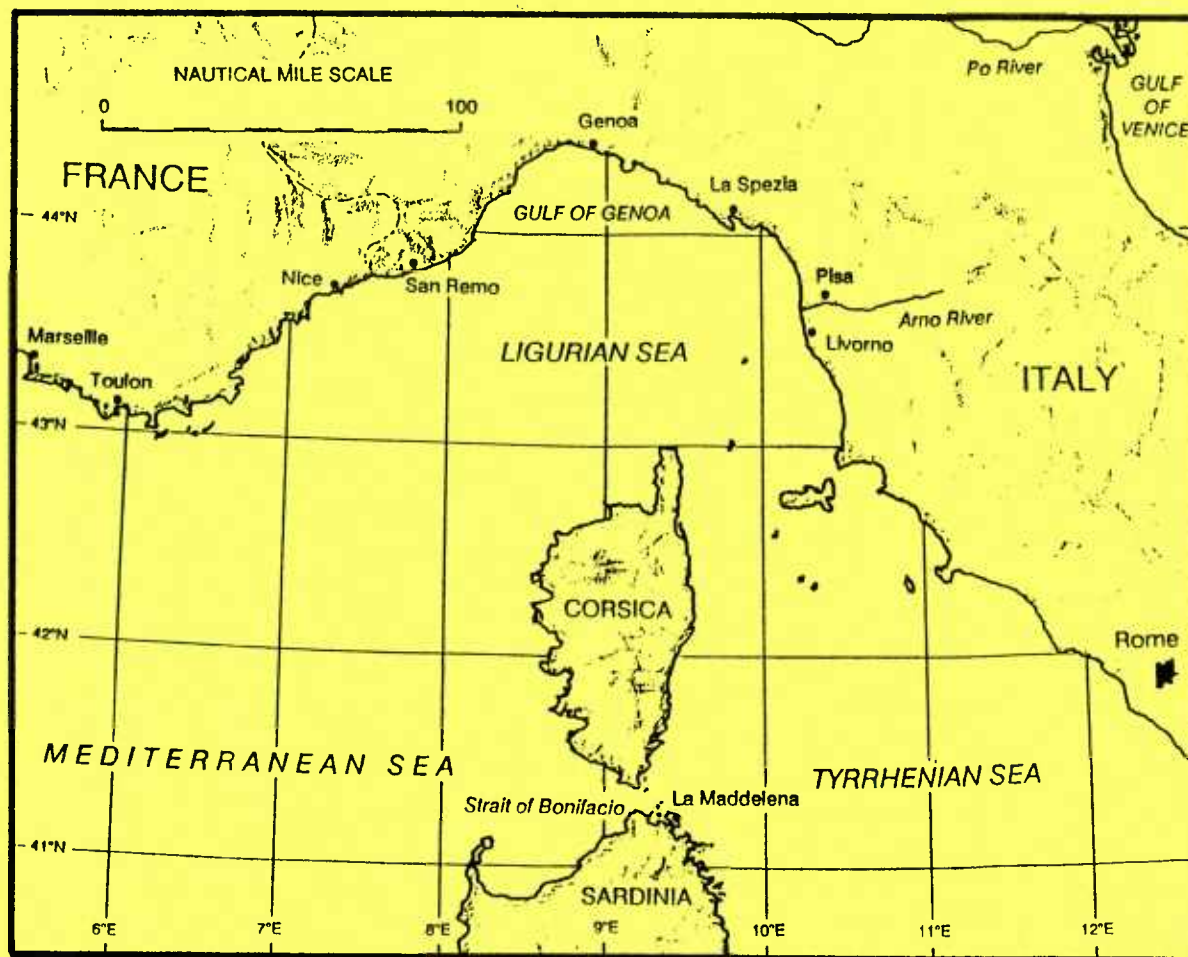 NAUTICAL MILE SCALE
0 100
Po River
GULF
OF
VENICE
Genoa
FRANCE
La Spezia
44°N
GULF OF GENOA
Nice
San Remo
Pisa
Arno River
Marseille
LIGURIAN SEA
Livorno
Toulon
ITALY
43°N
CORSICA
42°N
Rome
MEDITERRANEAN SEA
TYRRHENIAN SEA
Strait of Bonifacio
La Maddelena
41°N
SARDINIA
6°E 7°E 8°E 9°E 10°E 11°E 12°E